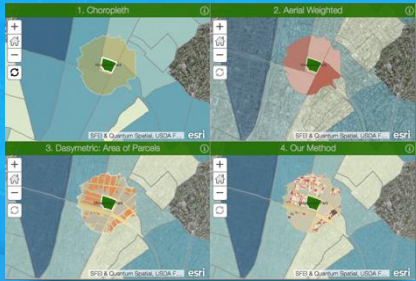 1. Choropleth
2. Aerial Weighted
+
−
SFEI & Quantum Spatial, USDA F...
esri
+
−
SFEI & Quantum Spatial, USDA F...
esri
3. Dasymetric: Area of Parcels
4. Our Method
+
−
SFEI & Quantum Spatial, USDA F...
esri
+
−
SFEI & Quantum Spatial, USDA F...
esri